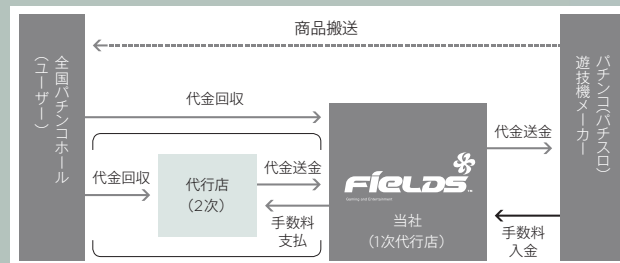 商品搬送
全国パチンコホール
（ユーザー）
代金回収
代金回収
代行店
（2次）
代金送金
手数料
支払
FIELDS
Gaming and Entertainment
当社
（1次代行店）
代金送金
手数料
入金
パチンコ（パチスロ）
遊技機メーカー